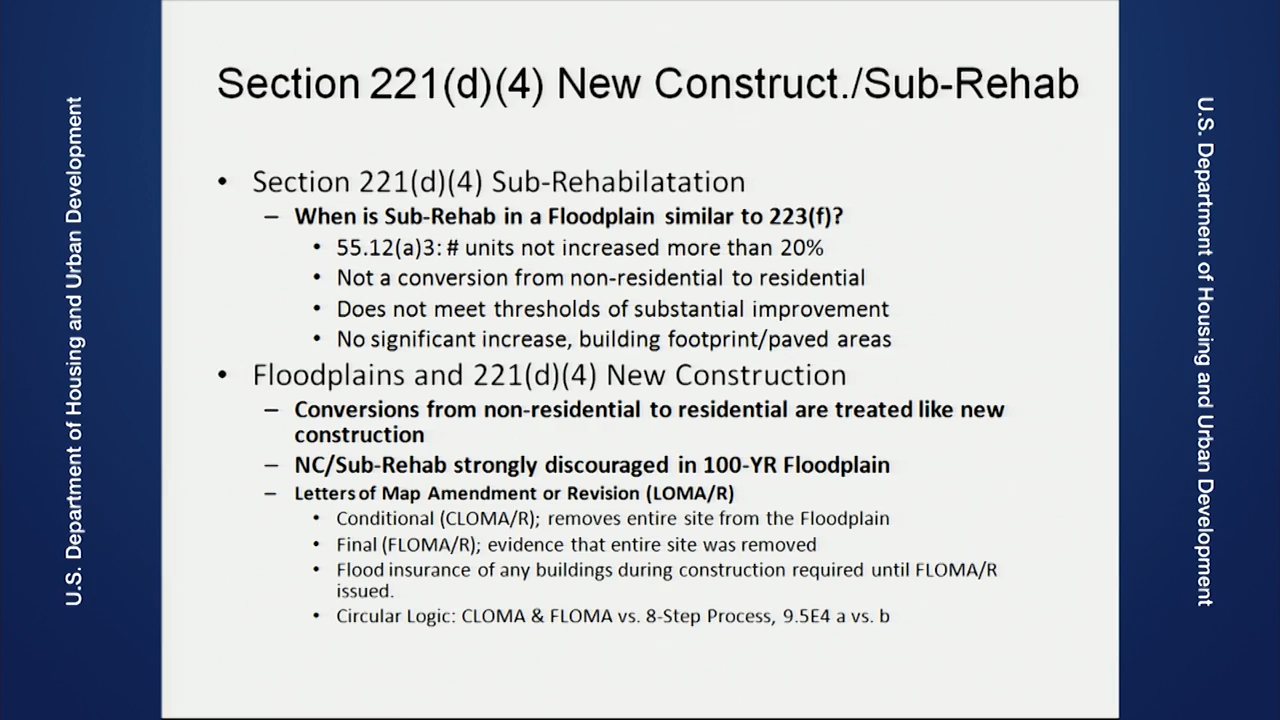 U.S. Department of Housing and Urban Development
Section 221(d)(4) New Construct./Sub-Rehab
• Section 221(d)(4) Sub-Rehabilatation
– When is Sub-Rehab in a Floodplain similar to 223(f)?
• 55.12(a)3: # units not increased more than 20%
• Not a conversion from non-residential to residential
• Does not meet thresholds of substantial improvement
• No significant increase, building footprint/paved areas
• Floodplains and 221(d)(4) New Construction
– Conversions from non-residential to residential are treated like new
construction
– NC/Sub-Rehab strongly discouraged in 100-YR Floodplain
– Letters of Map Amendment or Revision (LOMA/R)
• Conditional (CLOMA/R); removes entire site from the Floodplain
• Final (FLOMA/R); evidence that entire site was removed
• Flood insurance of any buildings during construction required until FLOMA/R
issued.
• Circular Logic: CLOMA & FLOMA vs. 8-Step Process, 9.5E4 a vs. b
U.S. Department of Housing and Urban Development